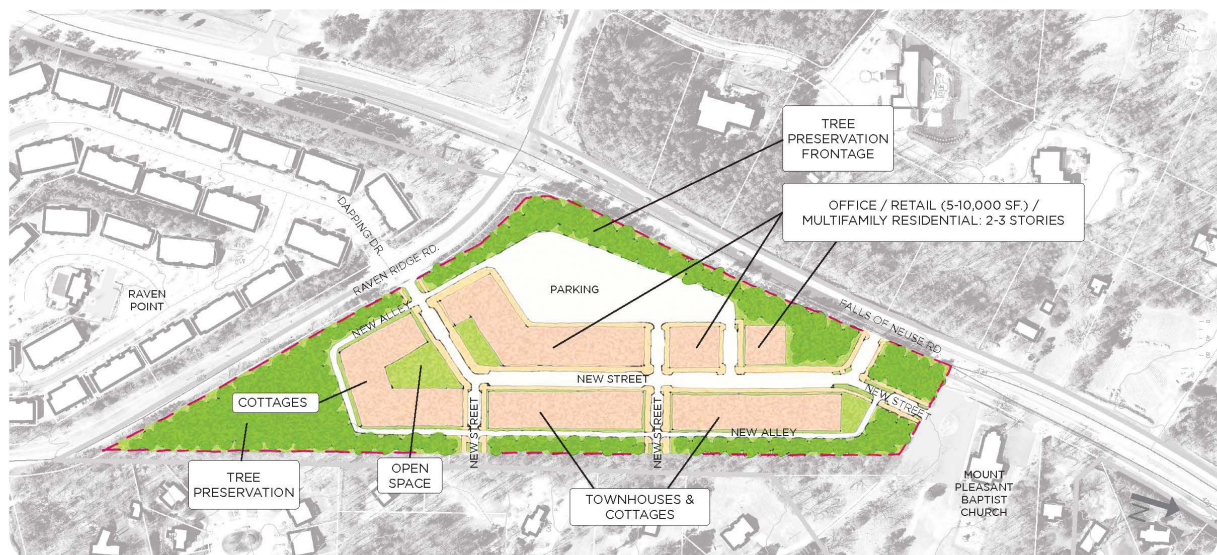 TREE
PRESERVATION
FRONTAGE
OFFICE / RETAIL (5-10,000 SF.) /
MULTIFAMILY RESIDENTIAL: 2-3 STORIES
DAPPING DR.
RAVEN RIDGE RD.
RAVEN
POINT
PARKING
FALLS OF NEUSE RD
NEW ALLEY
NEW STREET
COTTAGES
NEW STREET
NEW STREET
NEW STREET
NEW ALLEY
TREE
PRESERVATION
OPEN
SPACE
TOWNHOUSES &
COTTAGES
MOUNT
PLEASANT
BAPTIST
CHURCH
N